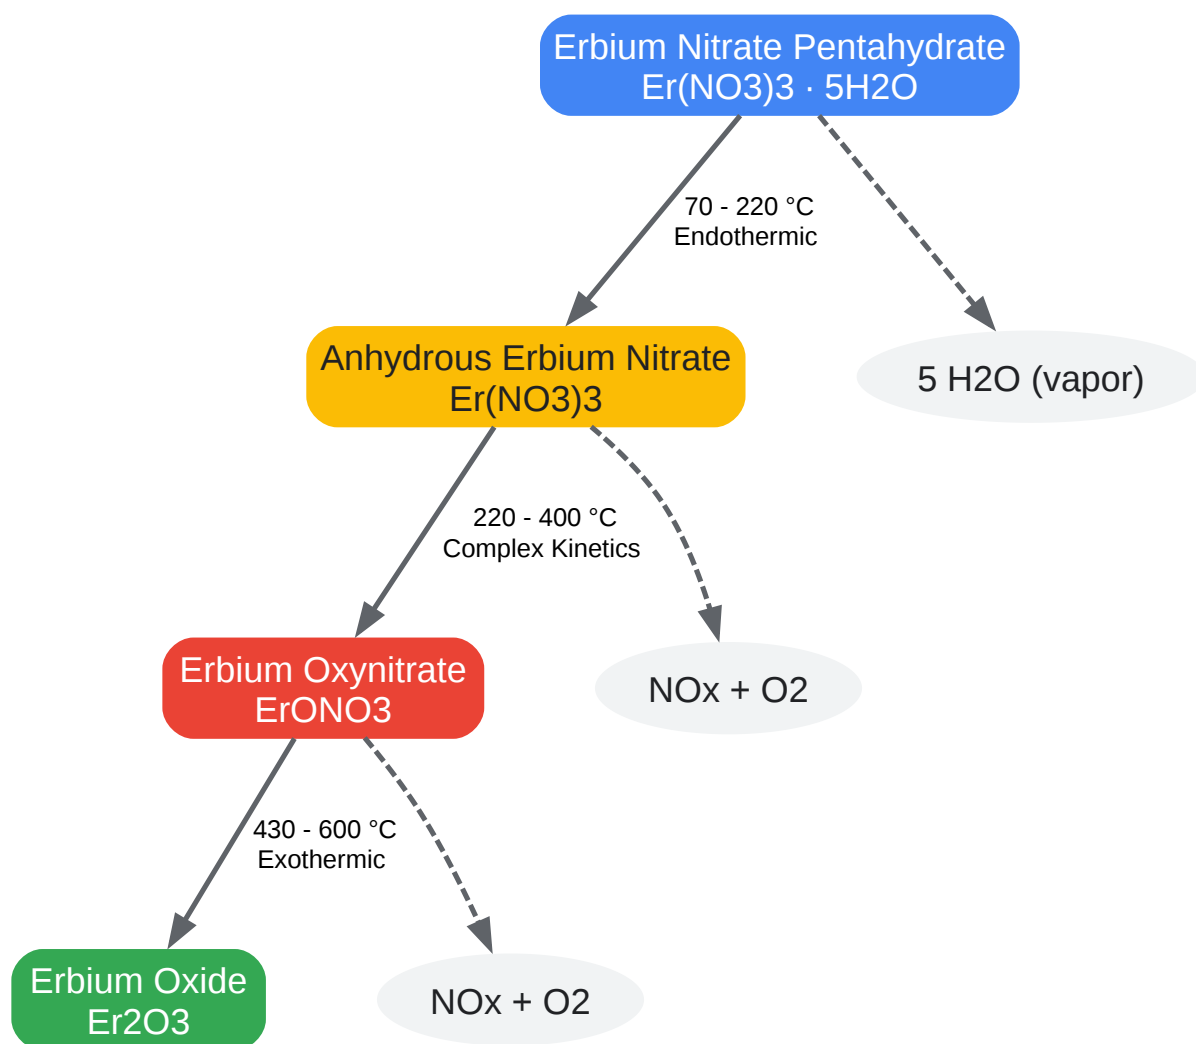 Erbium Nitrate Pentahydrate
Er(NO3)3 · 5H2O
70 - 220 °C
Endothermic
Anhydrous Erbium Nitrate
Er(NO3)3
5 H2O (vapor)
220 - 400 °C
Complex Kinetics
Erbium Oxynitrate
ErONO3
NOx + O2
430 - 600 °C
Exothermic
Erbium Oxide
Er2O3
NOx + O2